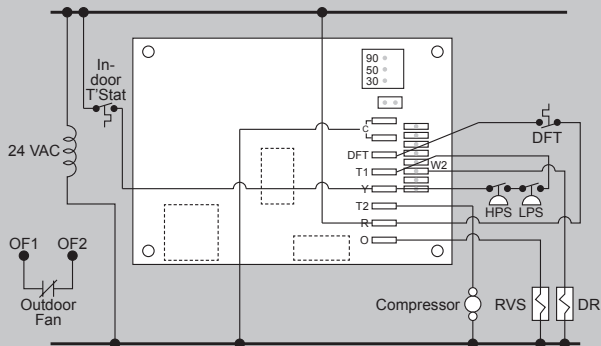 In-
door
T'Stat
24 VAC
OF1 OF2
Outdoor
Fan
90
50
30
C
DFT
T1
W2
Y
T2
R
O
DFT
HPS LPS
Compressor
RVS
DR